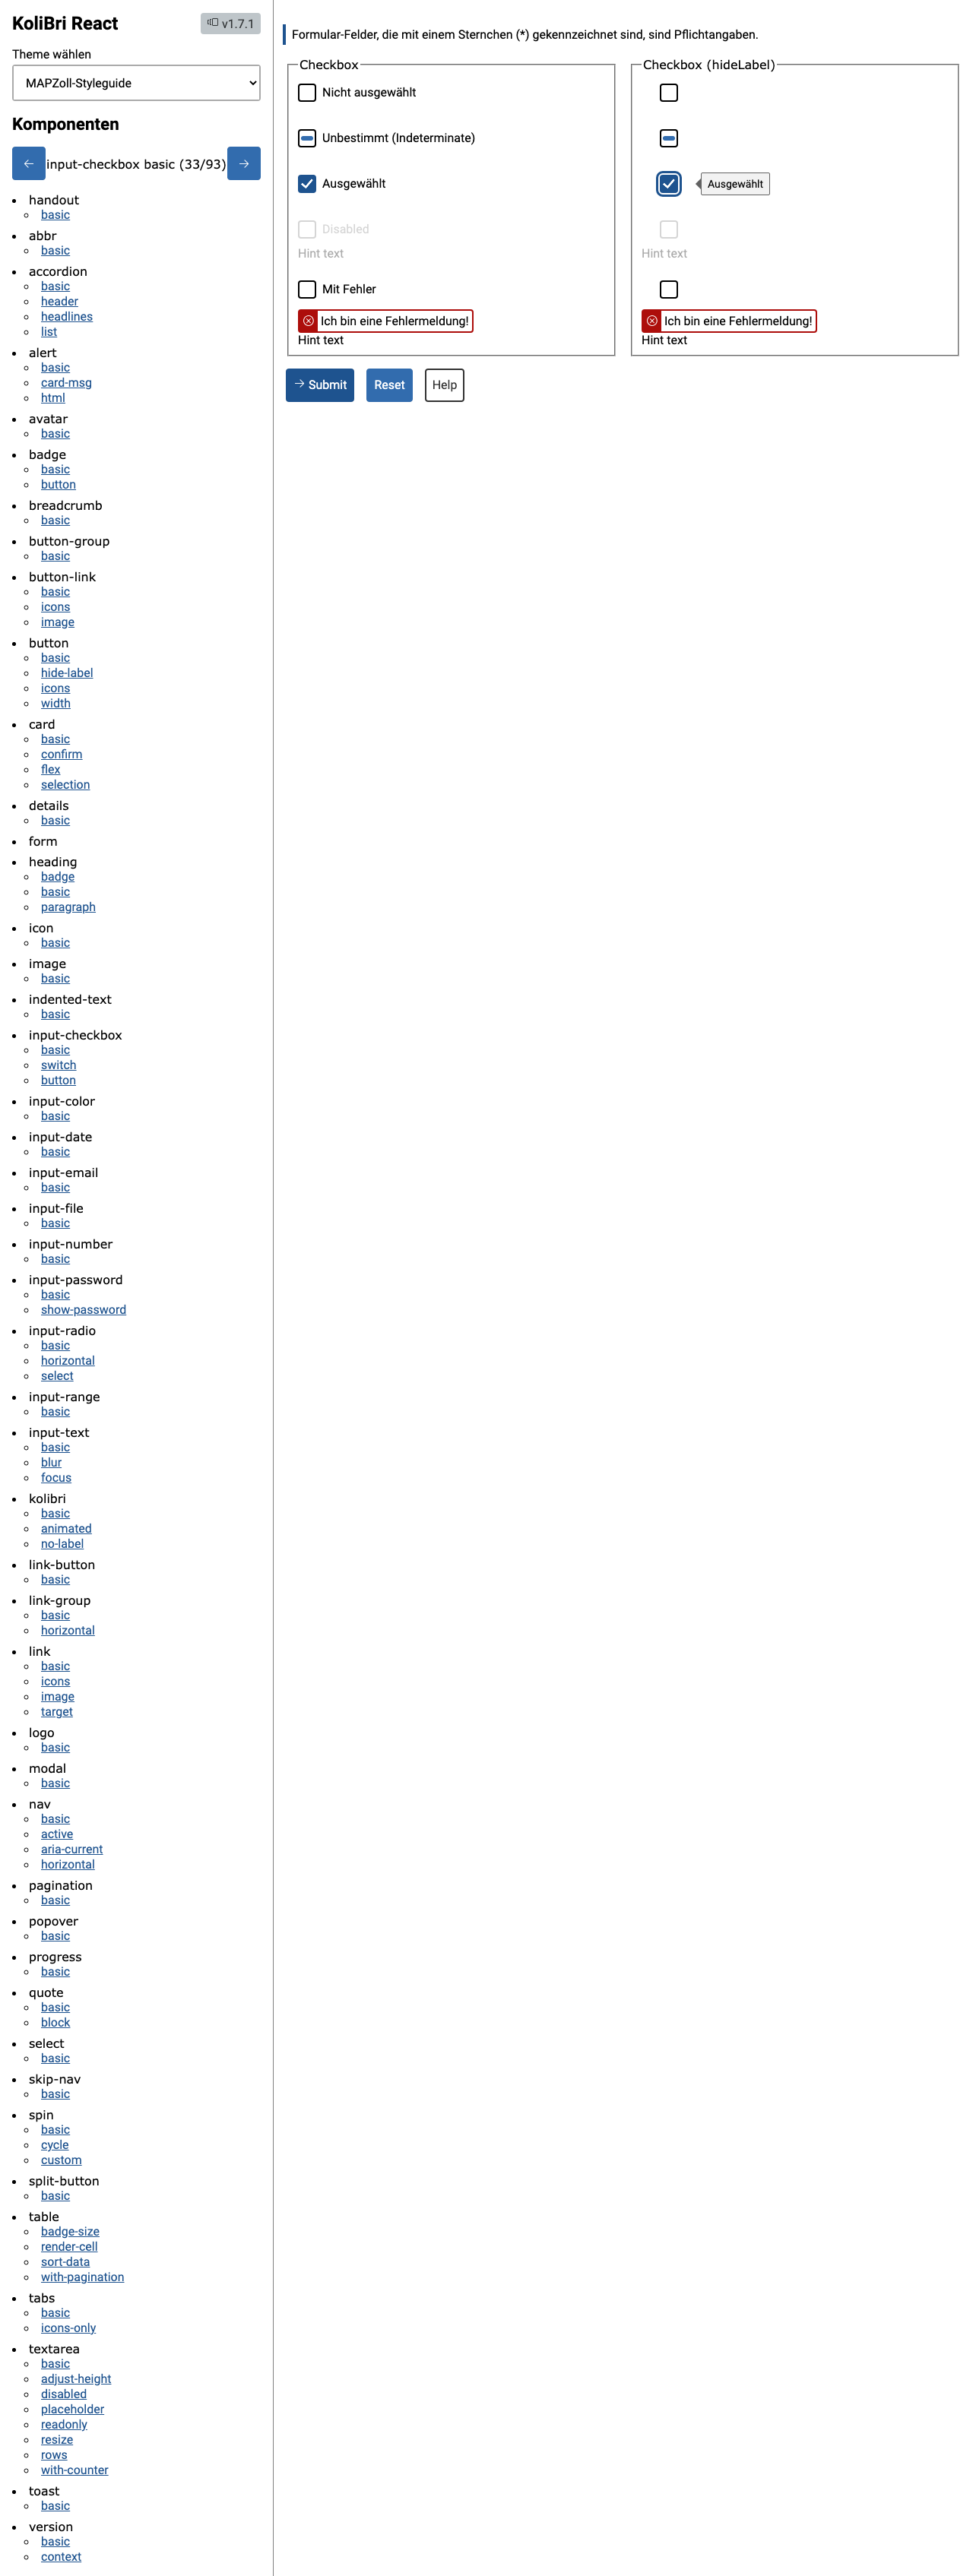 KoliBri React
v1.7.1
Theme wählen
MAPZoll-Styleguide
Komponenten
← input-checkbox basic (33/93) →
handout
basic
abbr
basic
accordion
basic
header
headlines
list
alert
basic
card-msg
html
avatar
basic
badge
basic
button
breadcrumb
basic
button-group
basic
button-link
basic
icons
image
button
basic
hide-label
icons
width
card
basic
confirm
flex
selection
details
basic
form
heading
badge
basic
paragraph
icon
basic
image
basic
indented-text
basic
input-checkbox
basic
switch
button
input-color
basic
input-date
basic
input-email
basic
input-file
basic
input-number
basic
input-password
basic
show-password
input-radio
basic
horizontal
select
input-range
basic
input-text
basic
blur
focus
kolibri
basic
animated
no-label
link-button
basic
link-group
basic
horizontal
link
basic
icons
image
target
logo
basic
modal
basic
nav
basic
active
aria-current
horizontal
pagination
basic
popover
basic
progress
basic
quote
basic
block
select
basic
skip-nav
basic
spin
basic
cycle
custom
split-button
basic
table
badge-size
render-cell
sort-data
with-pagination
tabs
basic
icons-only
textarea
basic
adjust-height
disabled
placeholder
readonly
resize
rows
with-counter
toast
basic
version
basic
context
Formular-Felder, die mit einem Sternchen (*) gekennzeichnet sind, sind Pflichtangaben.
Checkbox
Nicht ausgewählt
Unbestimmt (Indeterminate)
Ausgewählt
Disabled
Hint text
Mit Fehler
Ich bin eine Fehlermeldung!
Hint text
Checkbox (hideLabel)
Ausgewählt
Hint text
Ich bin eine Fehlermeldung!
Hint text
→ Submit
Reset
Help